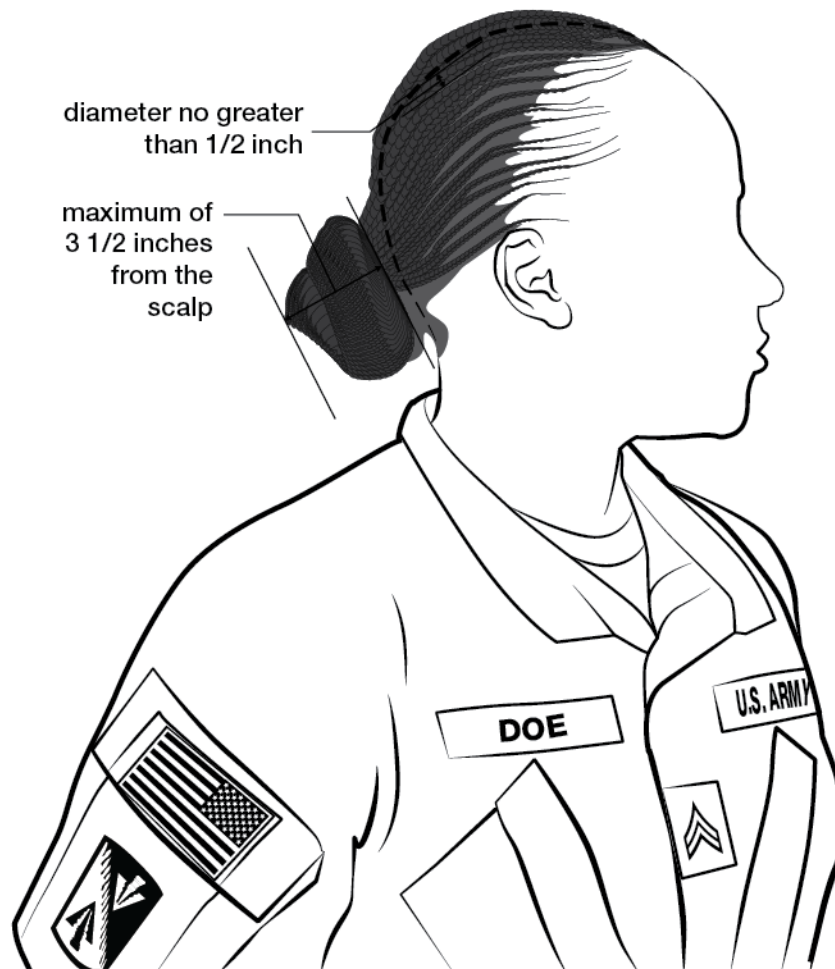 diameter no greater
than 1/2 inch
maximum of
3 1/2 inches
from the
scalp
DOE
U.S. ARMY